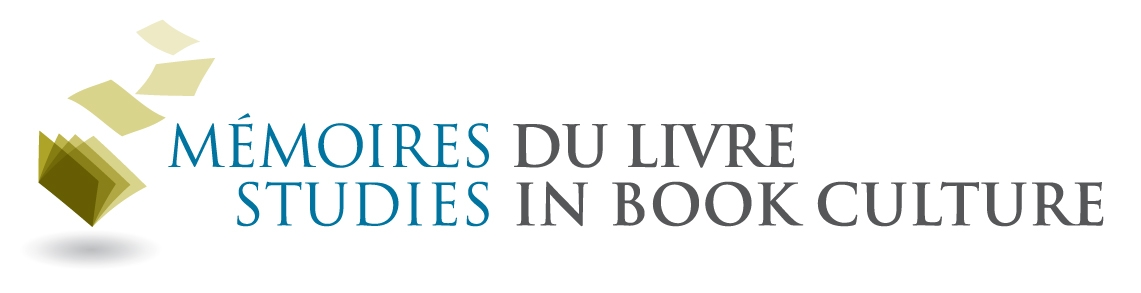 MÉMOIRES DU LIVRE
STUDIES IN BOOK CULTURE